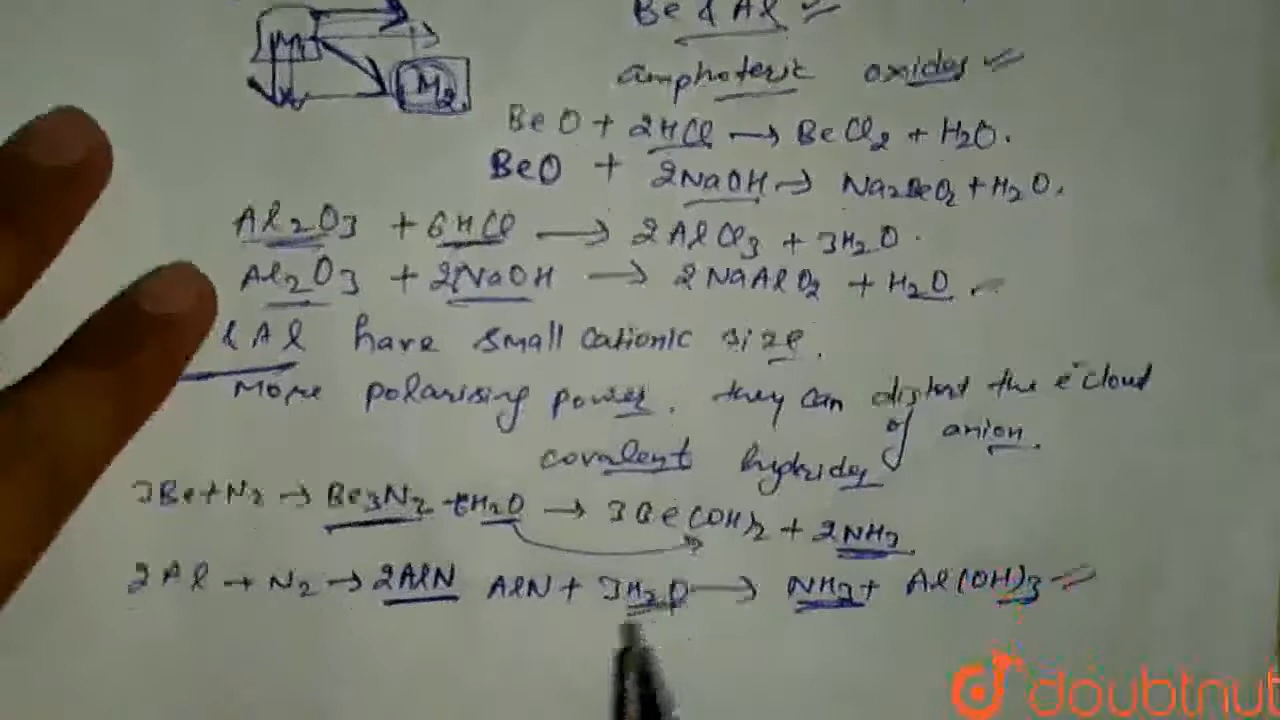 Be & Al
M1
M2
amphoteric oxides
BeO + 2HCl → BeCl2 + H2O.
BeO + 2NaOH → Na2BeO2 + H2O.
Al2O3 + 6HCl → 2AlCl3 + 3H2O.
Al2O3 + 2NaOH → 2NaAlO2 + H2O.
& Al have small cationic size.
More polarising power. they can distort the e⁻ cloud
of anion.
covalent hydrides
3Be + N2 → Be3N2 + 6H2O → 3Be(OH)2 + 2NH3.
2Al + N2 → 2AlN AlN + 3H2O → NH3 + Al(OH)3
doubtnut